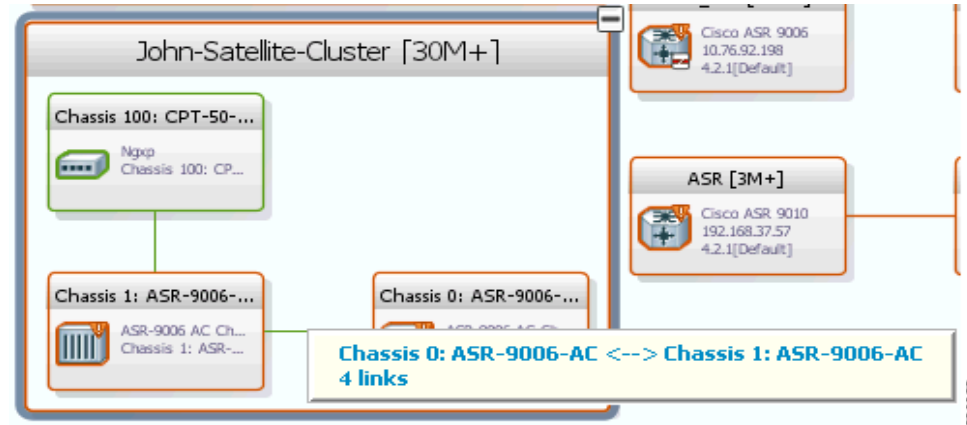 John-Satellite-Cluster [30M+]
Cisco ASR 9006
10.76.92.198
4.2.1[Default]
Chassis 100: CPT-50-...
Ngxp
Chassis 100: CP...
ASR [3M+]
Cisco ASR 9010
192.168.37.57
4.2.1[Default]
Chassis 1: ASR-9006-...
ASR-9006 AC Ch...
Chassis 1: ASR-...
Chassis 0: ASR-9006-...
Chassis 0: ASR-9006-AC <--> Chassis 1: ASR-9006-AC
4 links